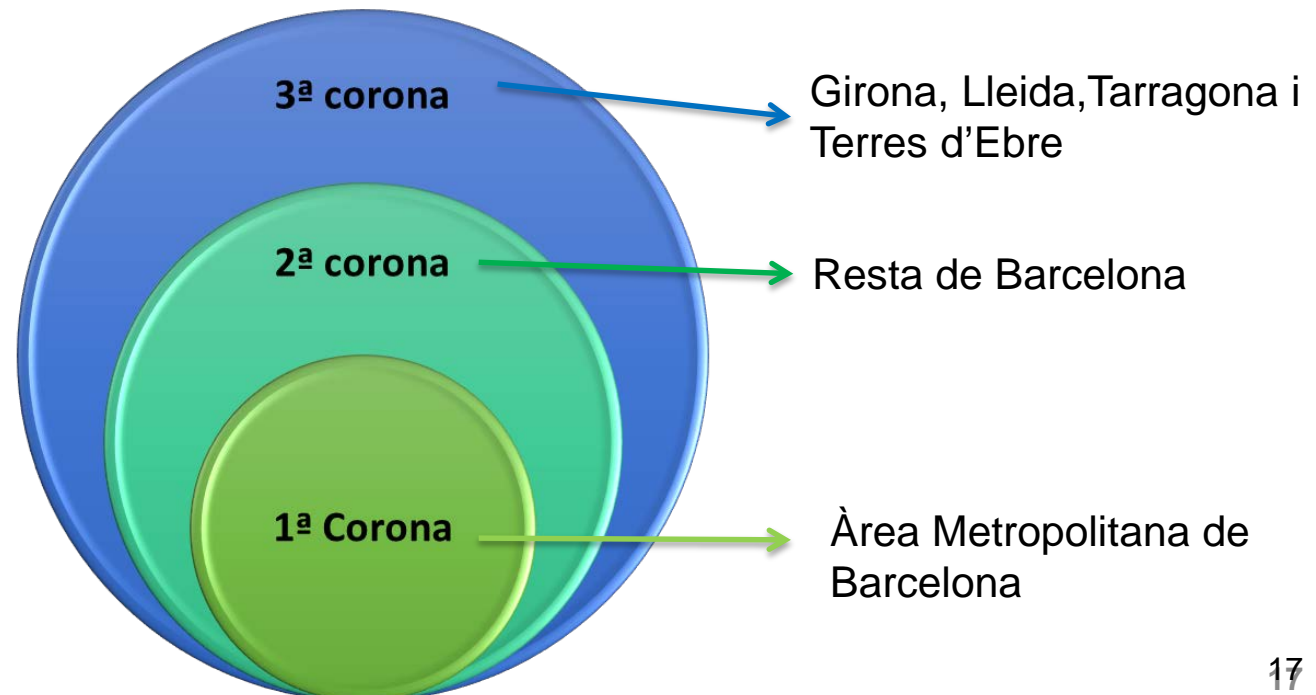 3ª corona
Girona, Lleida,Tarragona i
Terres d’Ebre
2ª corona
Resta de Barcelona
1ª Corona
Àrea Metropolitana de
Barcelona
17